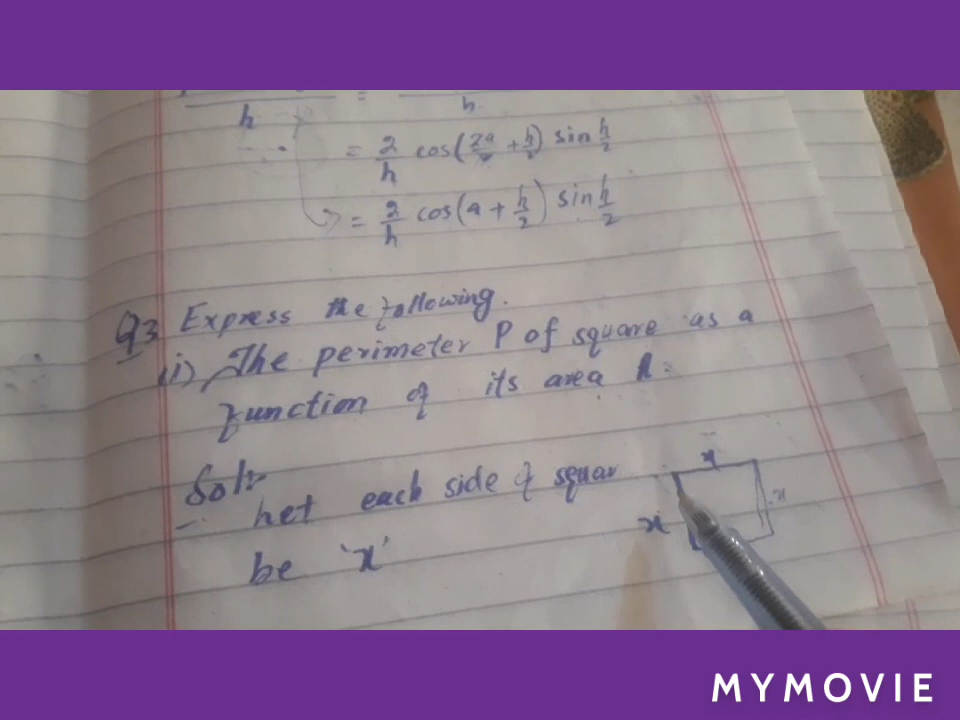 h = h
= 2/h cos(2a/2 + h/2) sin h/2
= 2/h cos(a + h/2) sin h/2
Q3 Express the following.
(i) The perimeter P of square as a
function of its area A.
Sol:-
Let each side of squar
be 'x'
x
x
x
MYMOVIE